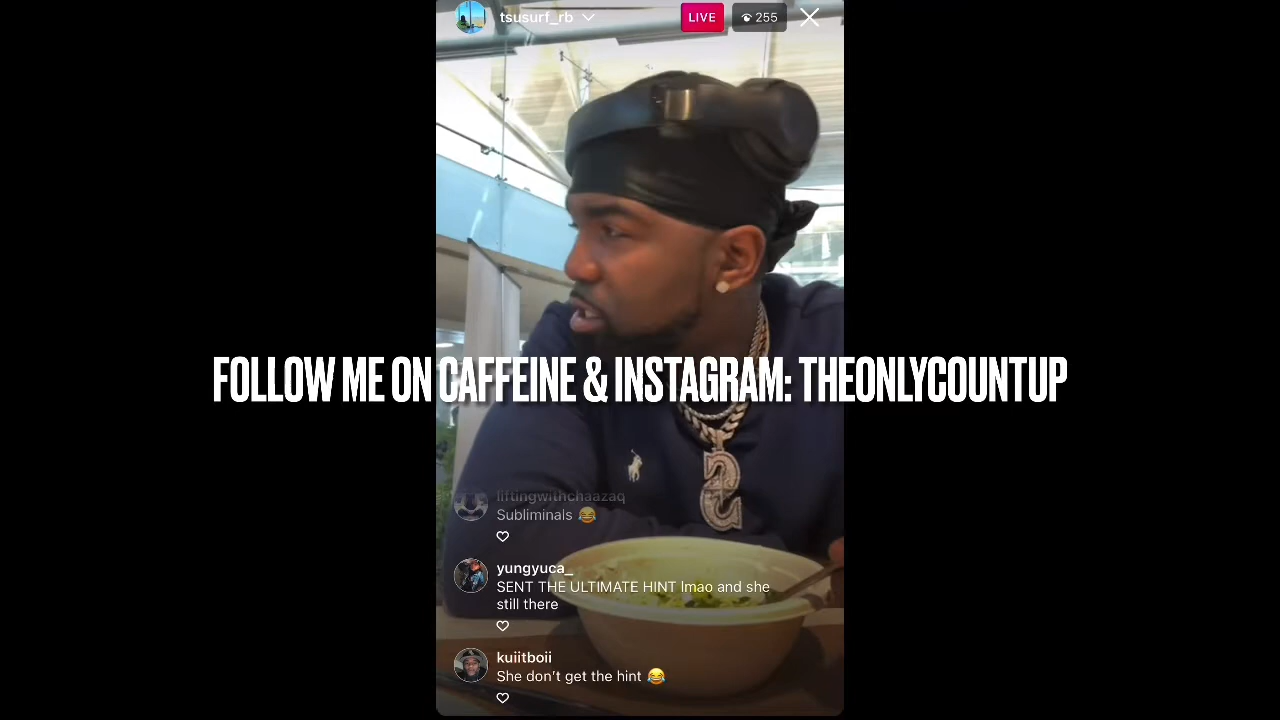 tsusurf_rb
LIVE
255
FOLLOW ME ON CAFFEINE & INSTAGRAM: THEONLYCOUNTUP
liftingwithchaazaq
Subliminals 😂
yungyuca_
SENT THE ULTIMATE HINT lmao and she
still there
kuiitboii
She don't get the hint 😂